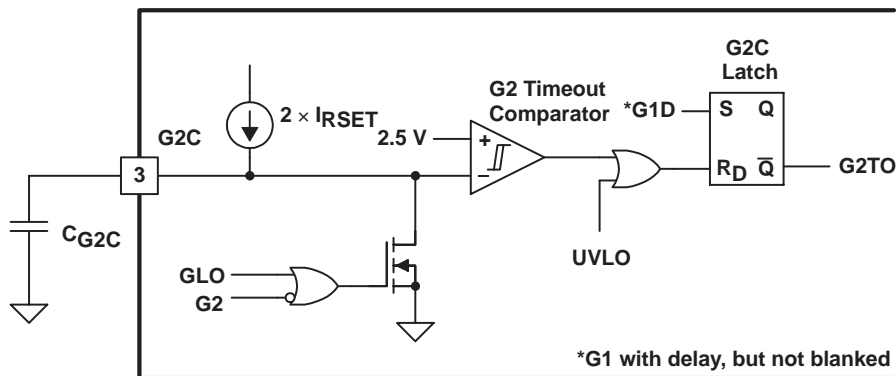 G2C
Latch
G2 Timeout
Comparator
*G1D
S Q
2 × IRSET
G2C
2.5 V
+
3
−
RD Q̅
G2TO
CG2C
UVLO
GLO
G2
*G1 with delay, but not blanked